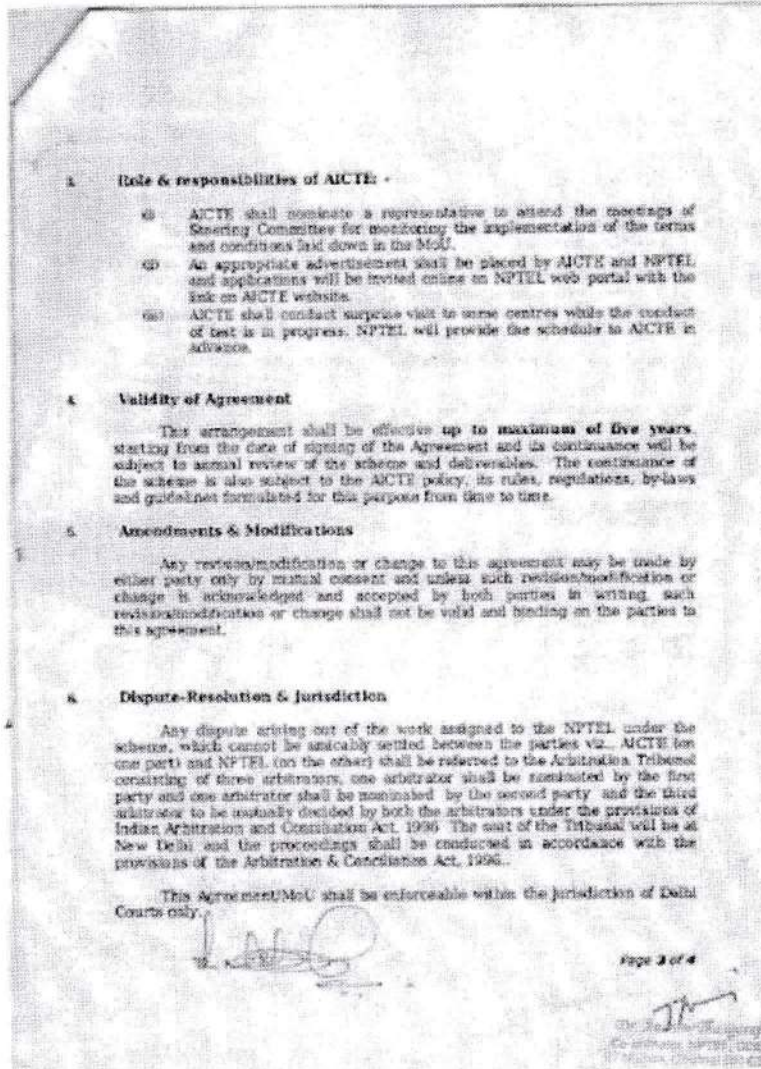 3. Role & responsibilities of AICTE: -
(i) AICTE shall nominate a representative to attend the meetings of
Steering Committee for monitoring the implementation of the terms
and conditions laid down in the MoU.
(ii) An appropriate advertisement shall be placed by AICTE and NPTEL
and applications will be invited online on NPTEL web portal with the
link on AICTE website.
(iii) AICTE shall conduct surprise visit to some centres while the conduct
of test is in progress. NPTEL will provide the schedule to AICTE in
advance.
4. Validity of Agreement
This arrangement shall be effective up to maximum of five years,
starting from the date of signing of the Agreement and its continuance will be
subject to annual review of the scheme and deliverables. The continuance of
the scheme is also subject to the AICTE policy, its rules, regulations, by-laws
and guidelines formulated for this purpose from time to time.
5. Amendments & Modifications
Any revision/modification or change to this agreement may be made by
either party only by mutual consent and unless such revision/modification or
change is acknowledged and accepted by both parties in writing, such
revision/modification or change shall not be valid and binding on the parties to
this agreement.
6. Dispute-Resolution & Jurisdiction
Any dispute arising out of the work assigned to the NPTEL under the
scheme, which cannot be amicably settled between the parties viz., AICTE (on
one part) and NPTEL (on the other) shall be referred to the Arbitration Tribunal
consisting of three arbitrators, one arbitrator shall be nominated by the first
party and one arbitrator shall be nominated by the second party and the third
arbitrator to be mutually decided by both the arbitrators under the provisions of
Indian Arbitration and Conciliation Act, 1996. The seat of the Tribunal will be at
New Delhi and the proceedings shall be conducted in accordance with the
provisions of the Arbitration & Conciliation Act, 1996..
This Agreement/MoU shall be enforceable within the jurisdiction of Delhi
Courts only.
Page 3 of 4